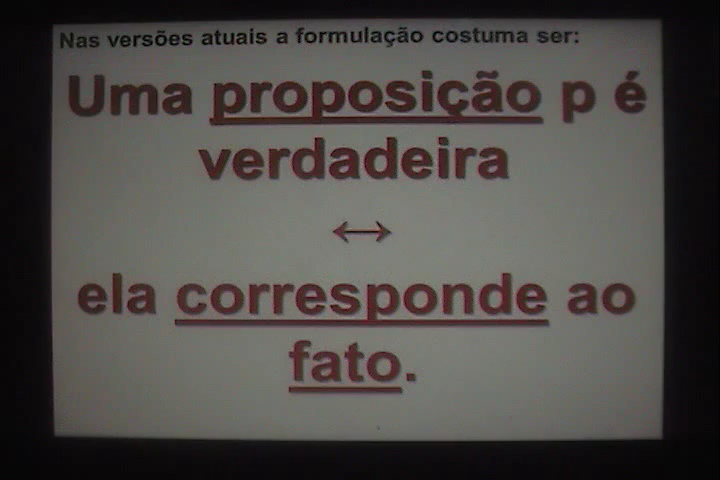 Nas versões atuais a formulação costuma ser:
Uma proposição p é
verdadeira
↔
ela corresponde ao
fato.